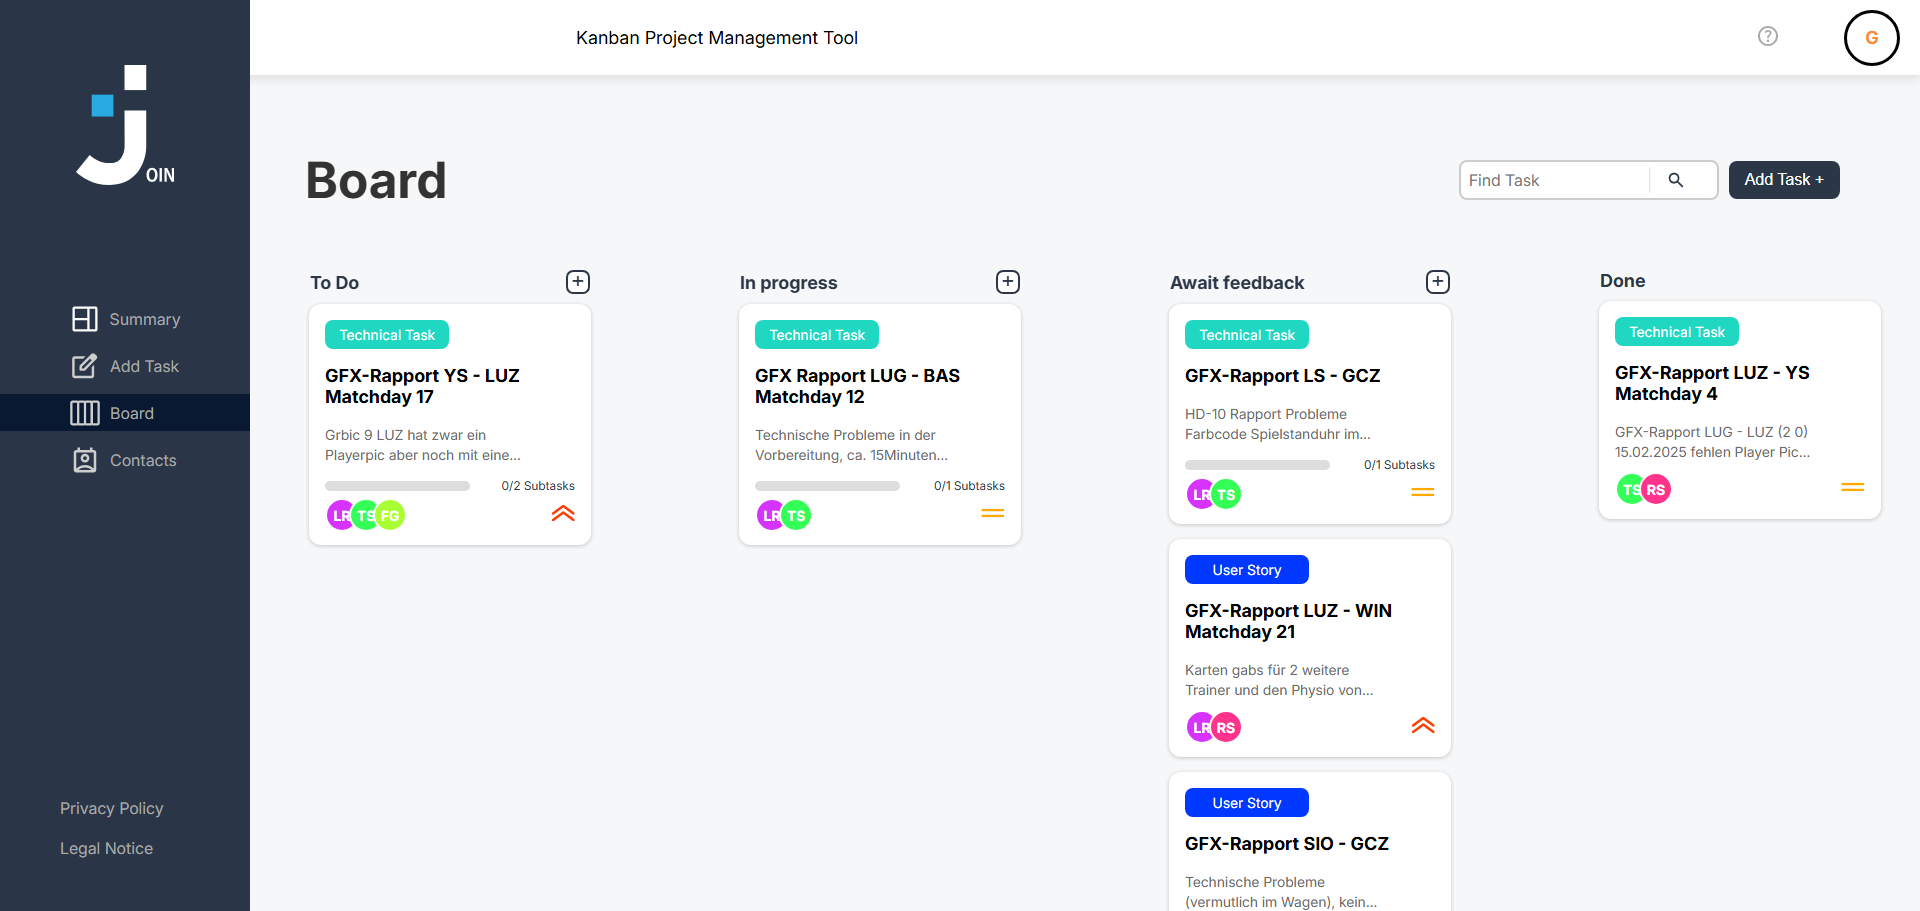 OIN
Summary
Add Task
Board
Contacts
Privacy Policy
Legal Notice
Kanban Project Management Tool
G
Board
Find Task
Add Task +
To Do
Technical Task
GFX-Rapport YS - LUZ
Matchday 17
Grbic 9 LUZ hat zwar ein
Playerpic aber noch mit eine...
0/2 Subtasks
LR TS FG
In progress
Technical Task
GFX Rapport LUG - BAS
Matchday 12
Technische Probleme in der
Vorbereitung, ca. 15Minuten...
0/1 Subtasks
LR TS
Await feedback
Technical Task
GFX-Rapport LS - GCZ
HD-10 Rapport Probleme
Farbcode Spielstanduhr im...
0/1 Subtasks
LR TS
User Story
GFX-Rapport LUZ - WIN
Matchday 21
Karten gabs für 2 weitere
Trainer und den Physio von...
LR RS
User Story
GFX-Rapport SIO - GCZ
Technische Probleme
(vermutlich im Wagen), kein...
Done
Technical Task
GFX-Rapport LUZ - YS
Matchday 4
GFX-Rapport LUG - LUZ (2 0)
15.02.2025 fehlen Player Pic...
TS RS